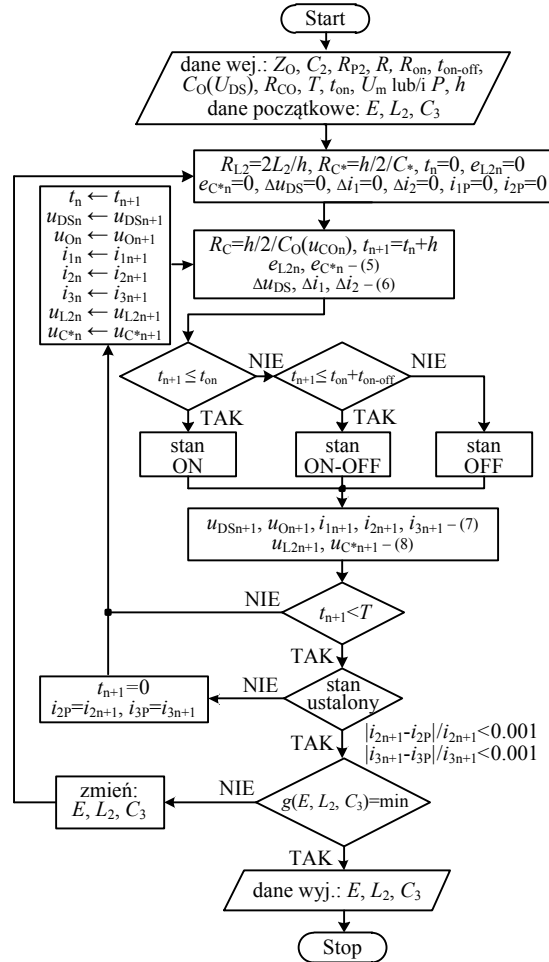 Start
dane wej.: Z_O, C_2, R_P2, R, R_on, t_on-off,
C_O(U_DS), R_CO, T, t_on, U_m lub/i P, h
dane początkowe: E, L_2, C_3
R_L2=2L_2/h, R_C*=h/2/C_*, t_n=0, e_L2n=0
e_C*n=0, Δu_DS=0, Δi_1=0, Δi_2=0, i_1P=0, i_2P=0
t_n ← t_n+1
u_DSn ← u_DSn+1
u_On ← u_On+1
i_1n ← i_1n+1
i_2n ← i_2n+1
i_3n ← i_3n+1
u_L2n ← u_L2n+1
u_C*n ← u_C*n+1
R_C=h/2/C_O(u_COn), t_n+1=t_n+h
e_L2n, e_C*n – (5)
Δu_DS, Δi_1, Δi_2 – (6)
t_n+1 ≤ t_on
NIE
t_n+1 ≤ t_on+t_on-off
NIE
TAK
TAK
stan
ON
stan
ON-OFF
stan
OFF
u_DSn+1, u_On+1, i_1n+1, i_2n+1, i_3n+1 – (7)
u_L2n+1, u_C*n+1 – (8)
NIE
t_n+1<T
TAK
t_n+1=0
i_2P=i_2n+1, i_3P=i_3n+1
NIE
stan
ustalony
TAK
|i_2n+1-i_2P|/i_2n+1<0.001
|i_3n+1-i_3P|/i_3n+1<0.001
zmień:
E, L_2, C_3
NIE
g(E, L_2, C_3)=min
TAK
dane wyj.: E, L_2, C_3
Stop